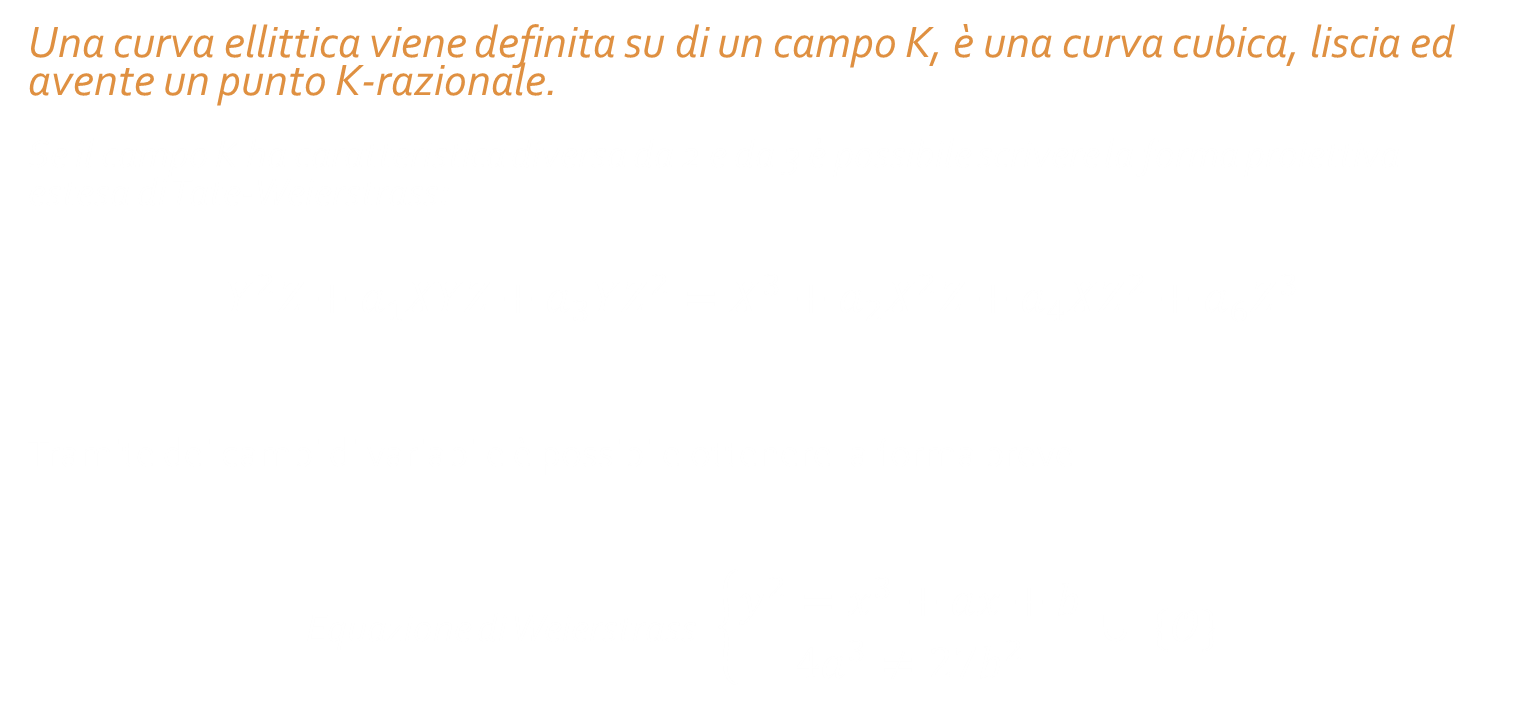 Una curva ellittica viene definita su di un campo K, è una curva cubica, liscia ed
avente un punto K-razionale.